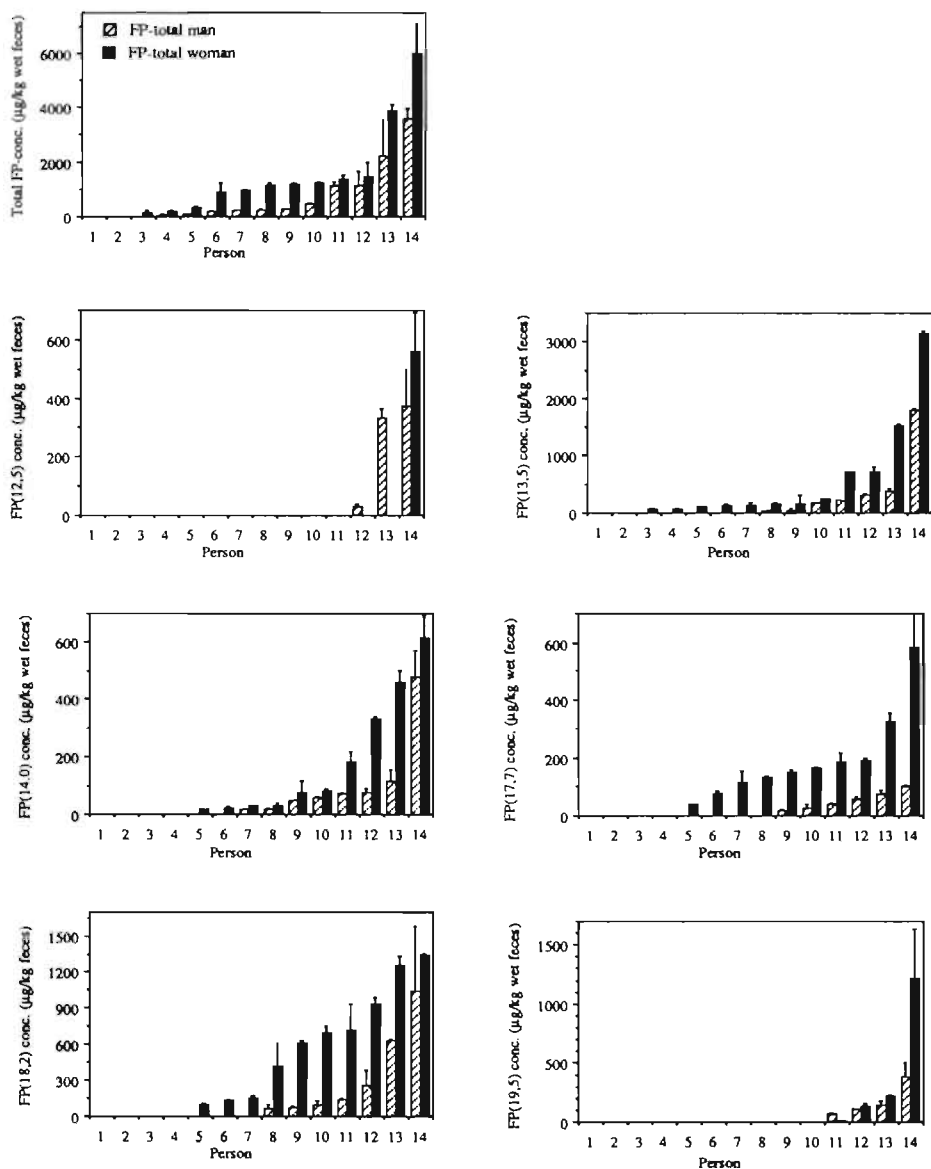 FP-total man
FP-total woman
Total FP-conc. (µg/kg wet feces)
6000
4000
2000
0
1 2 3 4 5 6 7 8 9 10 11 12 13 14
Person
FP(12,5) conc. (µg/kg wet feces)
600
400
200
0
1 2 3 4 5 6 7 8 9 10 11 12 13 14
Person
FP(13,5) conc. (µg/kg wet feces)
3000
2000
1000
0
1 2 3 4 5 6 7 8 9 10 11 12 13 14
Person
FP(14,0) conc. (µg/kg wet feces)
600
400
200
0
1 2 3 4 5 6 7 8 9 10 11 12 13 14
Person
FP(17,7) conc. (µg/kg wet feces)
600
400
200
0
1 2 3 4 5 6 7 8 9 10 11 12 13 14
Person
FP(18,2) conc. (µg/kg wet feces)
1500
1200
900
600
300
0
1 2 3 4 5 6 7 8 9 10 11 12 13 14
Person
FP(19,5) conc. (µg/kg wet feces)
1500
1000
500
0
1 2 3 4 5 6 7 8 9 10 11 12 13 14
Person